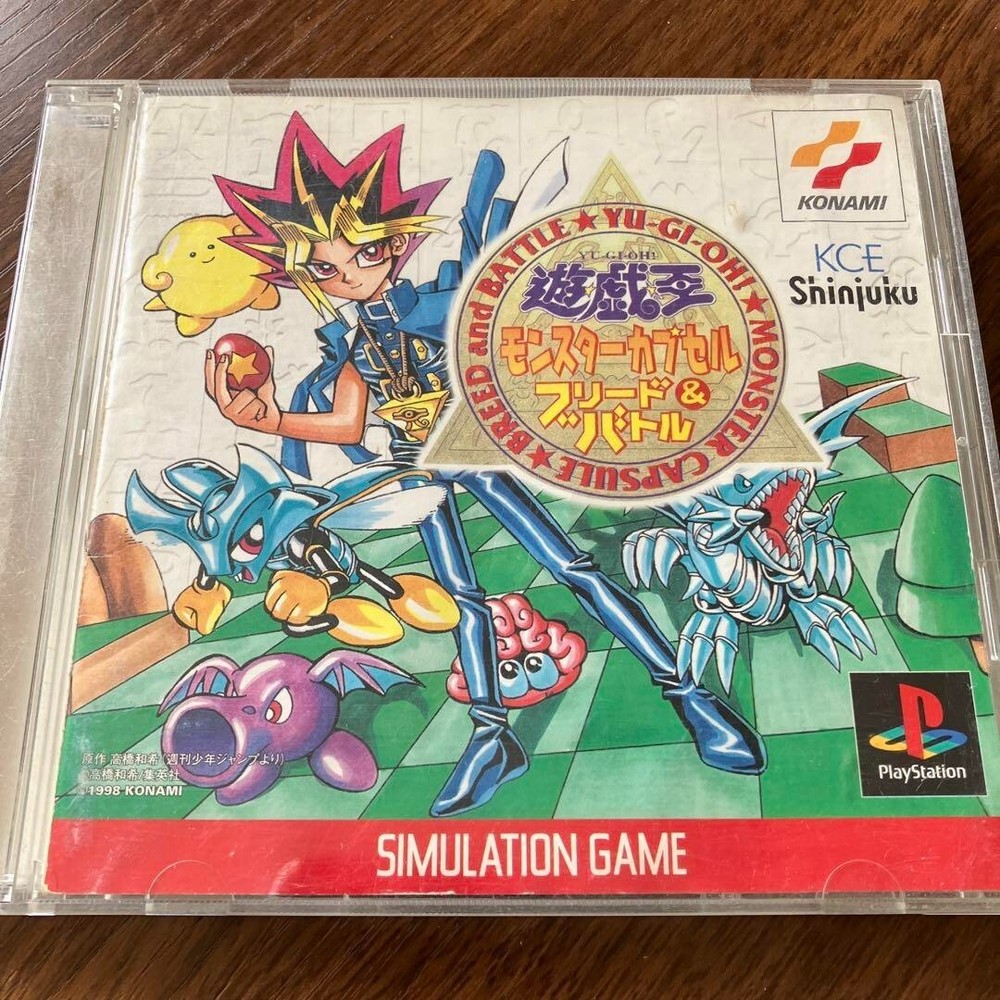 KONAMI
KCE
Shinjuku
BREED and BATTLE★YU-GI-OH!★MONSTER CAPSULE★
YU-GI-OH!
遊☆戯☆王
モンスターカプセル
ブリード&
バトル
原作 高橋和希(週刊少年ジャンプより)
©高橋和希/集英社
©1998 KONAMI
PlayStation
SIMULATION GAME